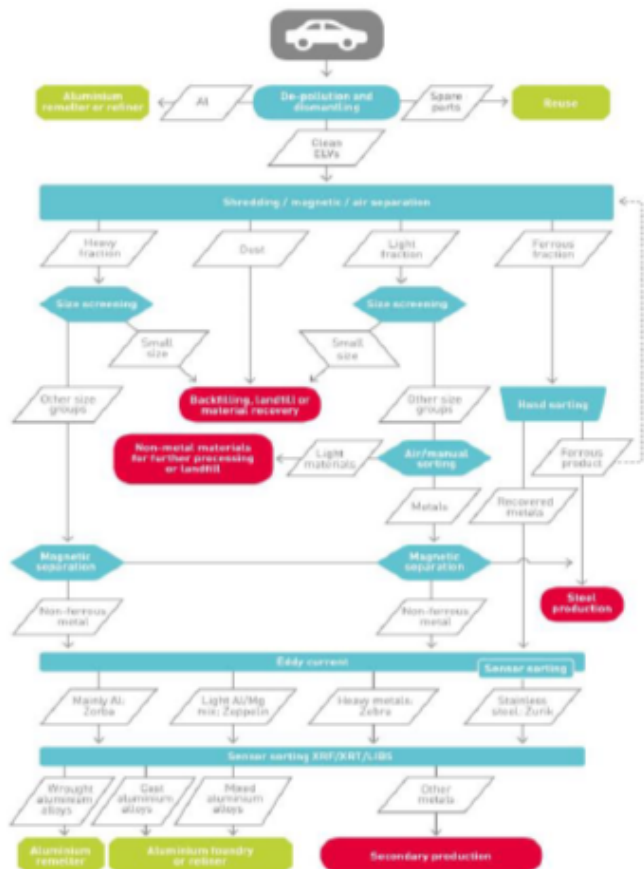 Aluminium
remelter or refiner
Al
De-pollution and
dismantling
Spare
parts
Reuse
Clean
ELVs
Shredding / magnetic / air separation
Heavy
fraction
Dust
Light
fraction
Ferrous
fraction
Size screening
Size screening
Small
size
Small
size
Other size
groups
Backfilling, landfill or
material recovery
Other size
groups
Hand sorting
Non-metal materials
for further processing
or landfill
Light
materials
Air/manual
sorting
Ferrous
product
Metals
Recovered
metals
Magnetic
separation
Magnetic
separation
Steel
production
Non-ferrous
metal
Non-ferrous
metal
Eddy current
Sensor sorting
Mainly Al:
Zorba
Light Al/Mg
mix: Zeppelin
Heavy metals:
Zebra
Stainless
steel: Zurik
Sensor sorting XRF/XRT/LIBS
Wrought
aluminium
alloys
Cast
aluminium
alloys
Mixed
aluminium
alloys
Other
metals
Aluminium
remelter
Aluminium foundry
or refiner
Secondary production